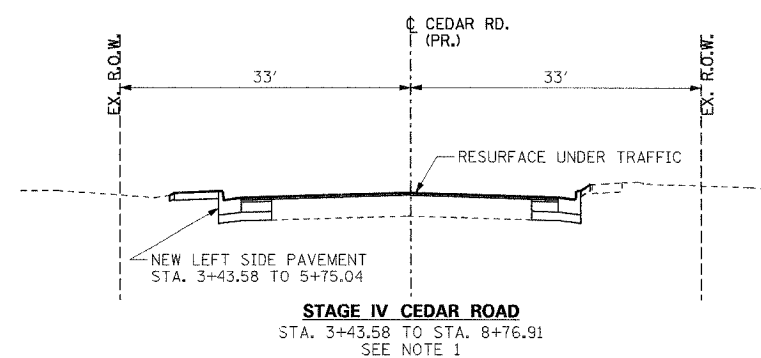 ℄ CEDAR RD.
(PR.)
EX. R.O.W.
33'
33'
EX. R.O.W.
RESURFACE UNDER TRAFFIC
NEW LEFT SIDE PAVEMENT
STA. 3+43.58 TO 5+75.04
STAGE IV CEDAR ROAD
STA. 3+43.58 TO STA. 8+76.91
SEE NOTE 1